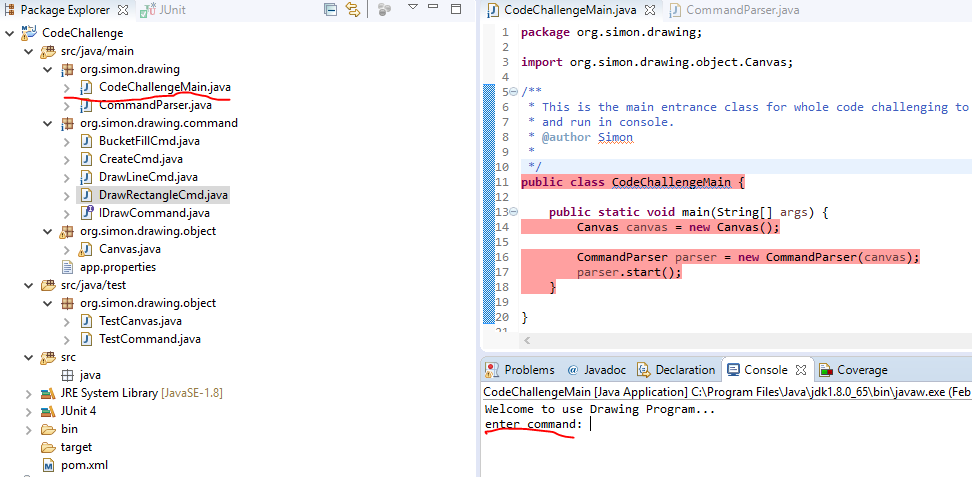 Package Explorer
JUnit
CodeChallenge
src/java/main
org.simon.drawing
CodeChallengeMain.java
CommandParser.java
org.simon.drawing.command
BucketFillCmd.java
CreateCmd.java
DrawLineCmd.java
DrawRectangleCmd.java
IDrawCommand.java
org.simon.drawing.object
Canvas.java
app.properties
src/java/test
org.simon.drawing.object
TestCanvas.java
TestCommand.java
src
java
JRE System Library [JavaSE-1.8]
JUnit 4
bin
target
pom.xml
CodeChallengeMain.java CommandParser.java
1 package org.simon.drawing;
2
3 import org.simon.drawing.object.Canvas;
4
5 /**
6 * This is the main entrance class for whole code challenging to
7 * and run in console.
8 * @author Simon
9 *
10 */
11 public class CodeChallengeMain {
12
13 public static void main(String[] args) {
14 Canvas canvas = new Canvas();
15
16 CommandParser parser = new CommandParser(canvas);
17 parser.start();
18 }
19
20 }
21
Problems @ Javadoc Declaration Console Coverage
CodeChallengeMain [Java Application] C:\Program Files\Java\jdk1.8.0_65\bin\javaw.exe (Feb
Welcome to use Drawing Program...
enter command: